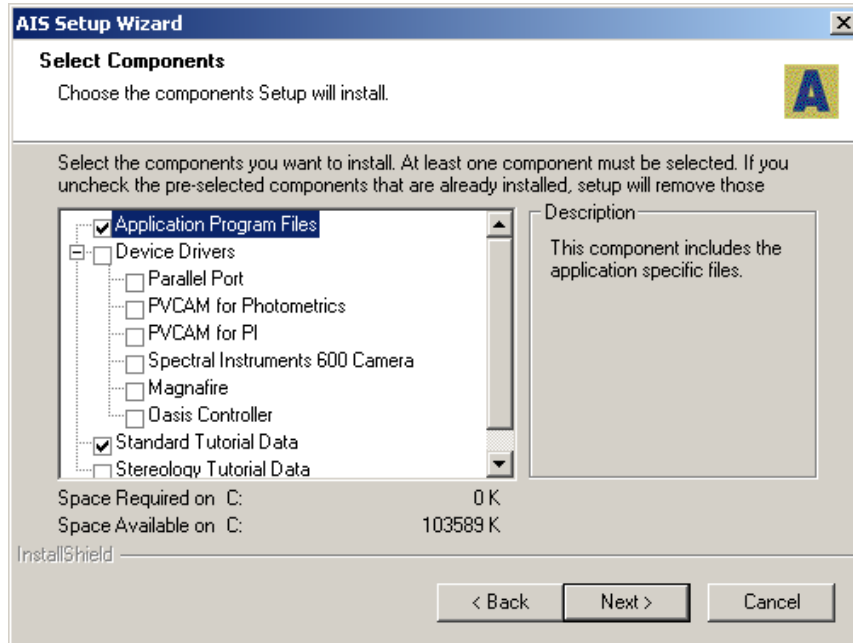 AIS Setup Wizard
Select Components
Choose the components Setup will install.
A
Select the components you want to install. At least one component must be selected. If you
uncheck the pre-selected components that are already installed, setup will remove those
Application Program Files
Device Drivers
Parallel Port
PVCAM for Photometrics
PVCAM for PI
Spectral Instruments 600 Camera
Magnafire
Oasis Controller
Standard Tutorial Data
Stereology Tutorial Data
Description
This component includes the
application specific files.
Space Required on C: 0 K
Space Available on C: 103589 K
InstallShield
< Back Next > Cancel